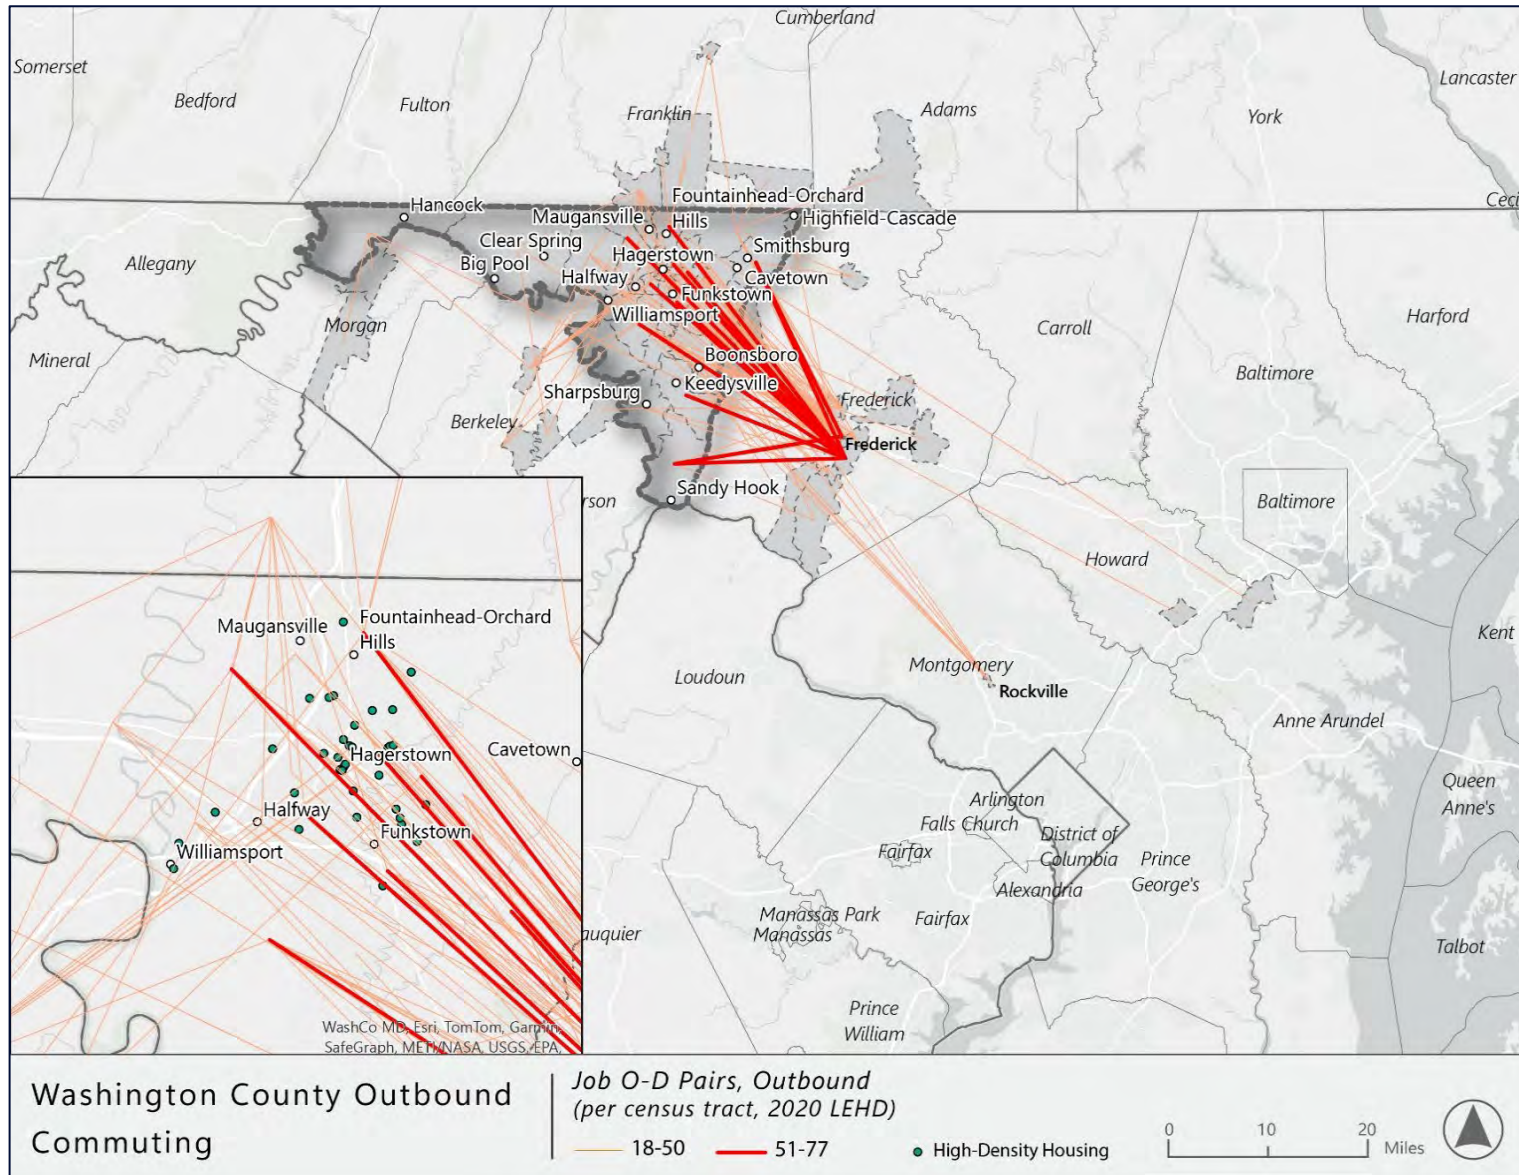 Cumberland
Somerset
Bedford
Fulton
Franklin
Adams
York
Lancaster
Ceci
Hancock
Fountainhead-Orchard
Hills
Maugansville
Highfield-Cascade
Clear Spring
Hagerstown
Smithsburg
Allegany
Big Pool
Halfway
Cavetown
Funkstown
Williamsport
Morgan
Carroll
Harford
Mineral
Boonsboro
Keedysville
Baltimore
Sharpsburg
Frederick
Berkeley
Frederick
Sandy Hook
erson
Baltimore
Howard
Kent
Montgomery
Loudoun
Rockville
Anne Arundel
Queen
Anne's
Arlington
Falls Church
District of
Columbia
Fairfax
Prince
George's
Alexandria
Manassas Park
Manassas
Fairfax
auquier
Talbot
Prince
William
Fountainhead-Orchard
Hills
Maugansville
Hagerstown
Cavetown
Halfway
Funkstown
Williamsport
WashCo MD, Esri, TomTom, Garmin,
SafeGraph, METI/NASA, USGS, EPA,
Washington County Outbound
Commuting
Job O-D Pairs, Outbound
(per census tract, 2020 LEHD)
18-50
51-77
High-Density Housing
0 10 20
Miles